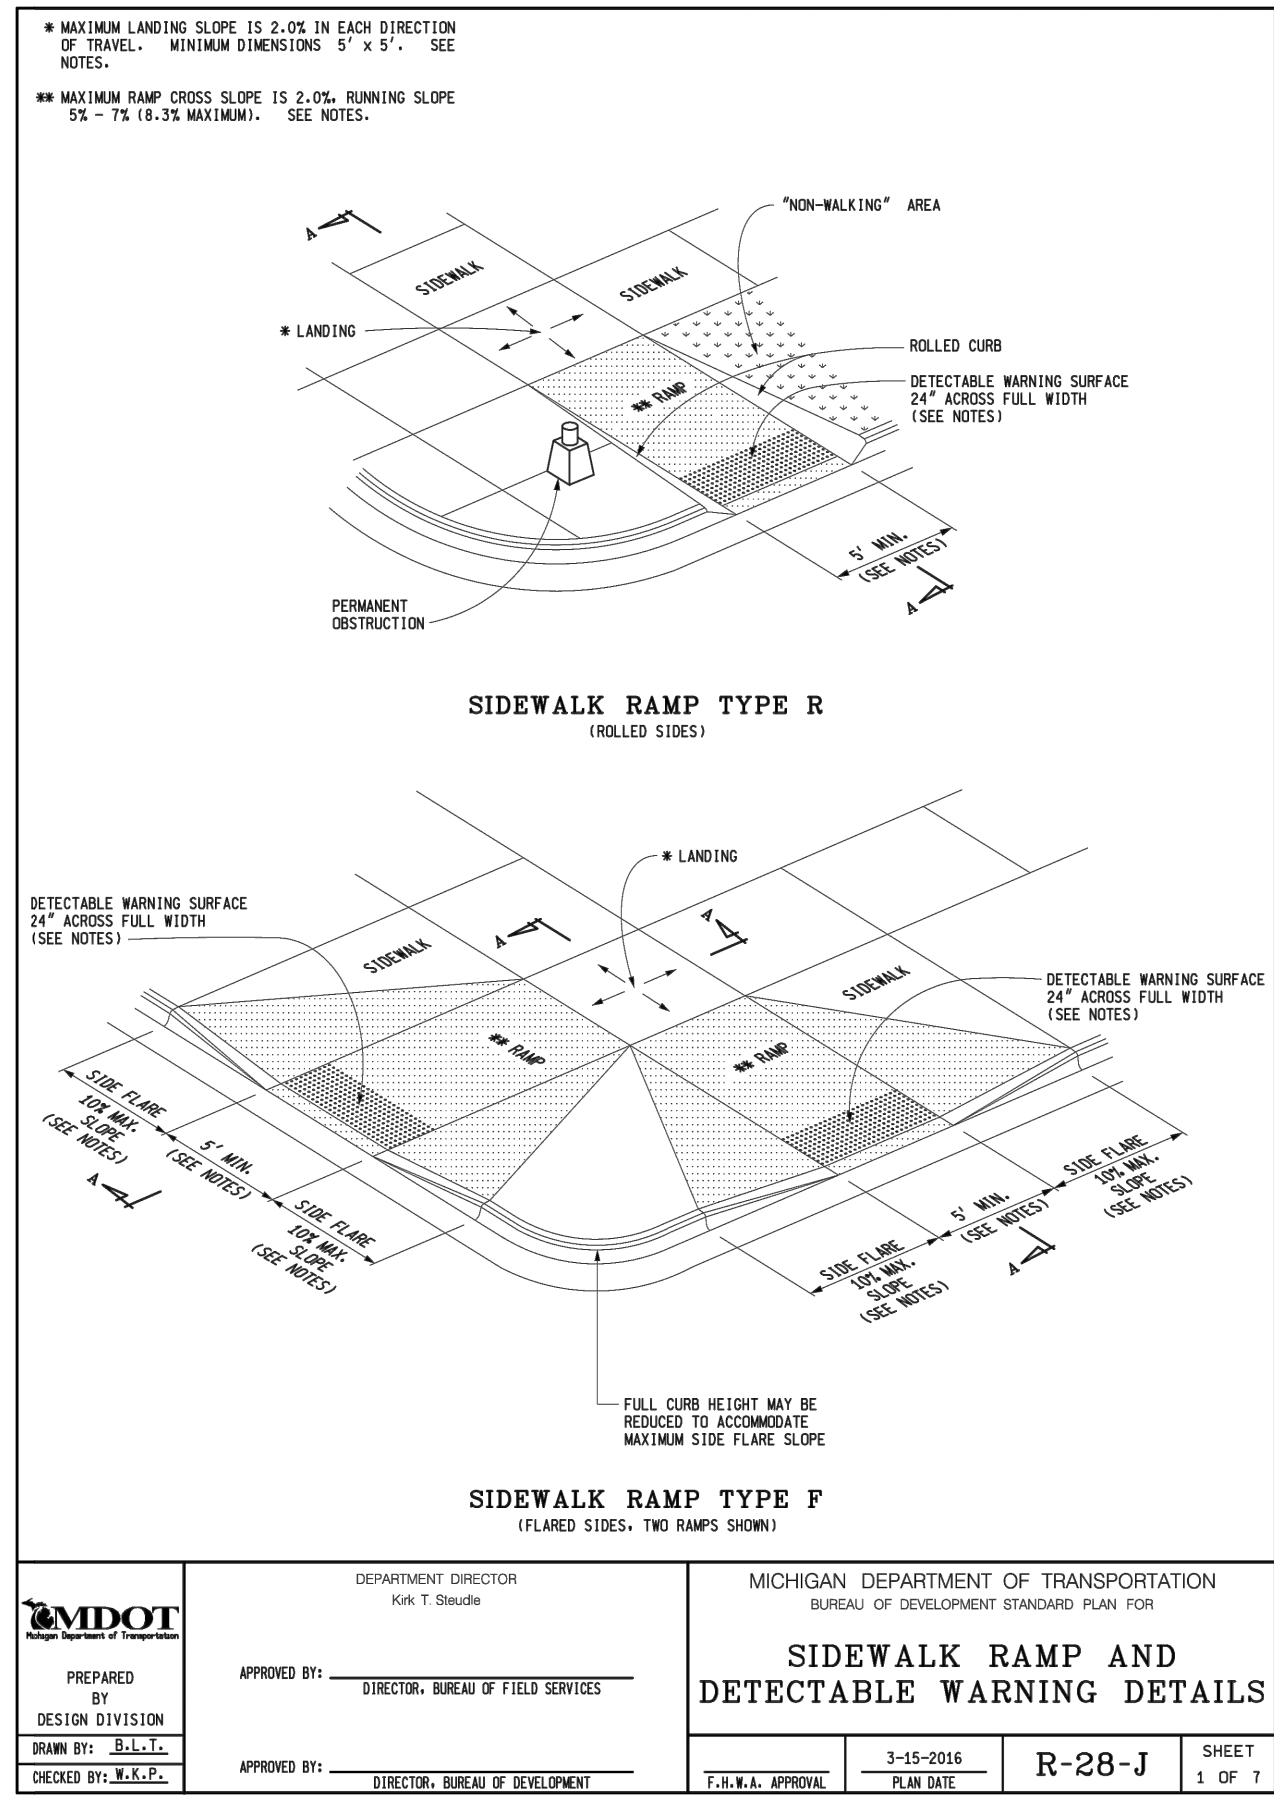 * MAXIMUM LANDING SLOPE IS 2.0% IN EACH DIRECTION
OF TRAVEL. MINIMUM DIMENSIONS 5' x 5'. SEE
NOTES.
** MAXIMUM RAMP CROSS SLOPE IS 2.0%, RUNNING SLOPE
5% - 7% (8.3% MAXIMUM). SEE NOTES.
A
"NON-WALKING" AREA
SIDEWALK
SIDEWALK
* LANDING
ROLLED CURB
** RAMP
DETECTABLE WARNING SURFACE
24" ACROSS FULL WIDTH
(SEE NOTES)
5' MIN.
(SEE NOTES)
A
PERMANENT
OBSTRUCTION
SIDEWALK RAMP TYPE R
(ROLLED SIDES)
* LANDING
DETECTABLE WARNING SURFACE
24" ACROSS FULL WIDTH
(SEE NOTES)
A
A
SIDEWALK
SIDEWALK
DETECTABLE WARNING SURFACE
24" ACROSS FULL WIDTH
(SEE NOTES)
** RAMP
** RAMP
SIDE FLARE
10% MAX.
SLOPE
(SEE NOTES)
5' MIN.
(SEE NOTES)
A
SIDE FLARE
10% MAX.
SLOPE
(SEE NOTES)
SIDE FLARE
10% MAX.
SLOPE
(SEE NOTES)
5' MIN.
(SEE NOTES)
A
SIDE FLARE
10% MAX.
SLOPE
(SEE NOTES)
FULL CURB HEIGHT MAY BE
REDUCED TO ACCOMMODATE
MAXIMUM SIDE FLARE SLOPE
SIDEWALK RAMP TYPE F
(FLARED SIDES, TWO RAMPS SHOWN)
MDOT
Michigan Department of Transportation
PREPARED
BY
DESIGN DIVISION
DRAWN BY: B.L.T.
CHECKED BY: W.K.P.
DEPARTMENT DIRECTOR
Kirk T. Steudle
APPROVED BY:
DIRECTOR, BUREAU OF FIELD SERVICES
APPROVED BY:
DIRECTOR, BUREAU OF DEVELOPMENT
MICHIGAN DEPARTMENT OF TRANSPORTATION
BUREAU OF DEVELOPMENT STANDARD PLAN FOR
SIDEWALK RAMP AND
DETECTABLE WARNING DETAILS
F.H.W.A. APPROVAL
3-15-2016
PLAN DATE
R-28-J
SHEET
1 OF 7